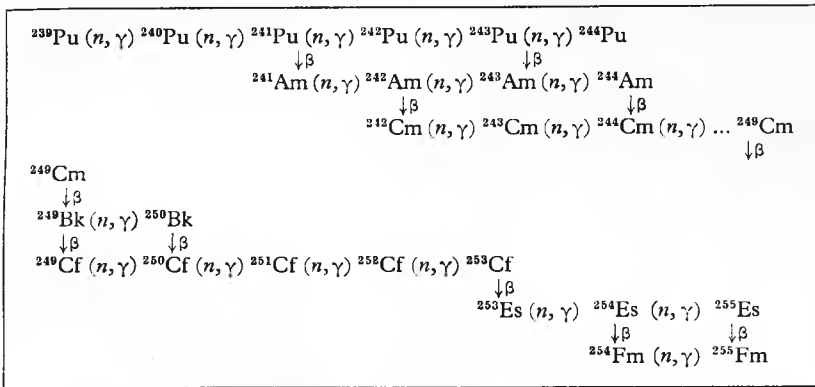 ²³⁹Pu (n, γ) ²⁴⁰Pu (n, γ) ²⁴¹Pu (n, γ) ²⁴²Pu (n, γ) ²⁴³Pu (n, γ) ²⁴⁴Pu
↓β ↓β
²⁴¹Am (n, γ) ²⁴²Am (n, γ) ²⁴³Am (n, γ) ²⁴⁴Am
↓β ↓β
²⁴²Cm (n, γ) ²⁴³Cm (n, γ) ²⁴⁴Cm (n, γ) ... ²⁴⁹Cm
↓β
²⁴⁹Cm
↓β
²⁴⁹Bk (n, γ) ²⁵⁰Bk
↓β ↓β
²⁴⁹Cf (n, γ) ²⁵⁰Cf (n, γ) ²⁵¹Cf (n, γ) ²⁵²Cf (n, γ) ²⁵³Cf
↓β
²⁵³Es (n, γ) ²⁵⁴Es (n, γ) ²⁵⁵Es
↓β ↓β
²⁵⁴Fm (n, γ) ²⁵⁵Fm